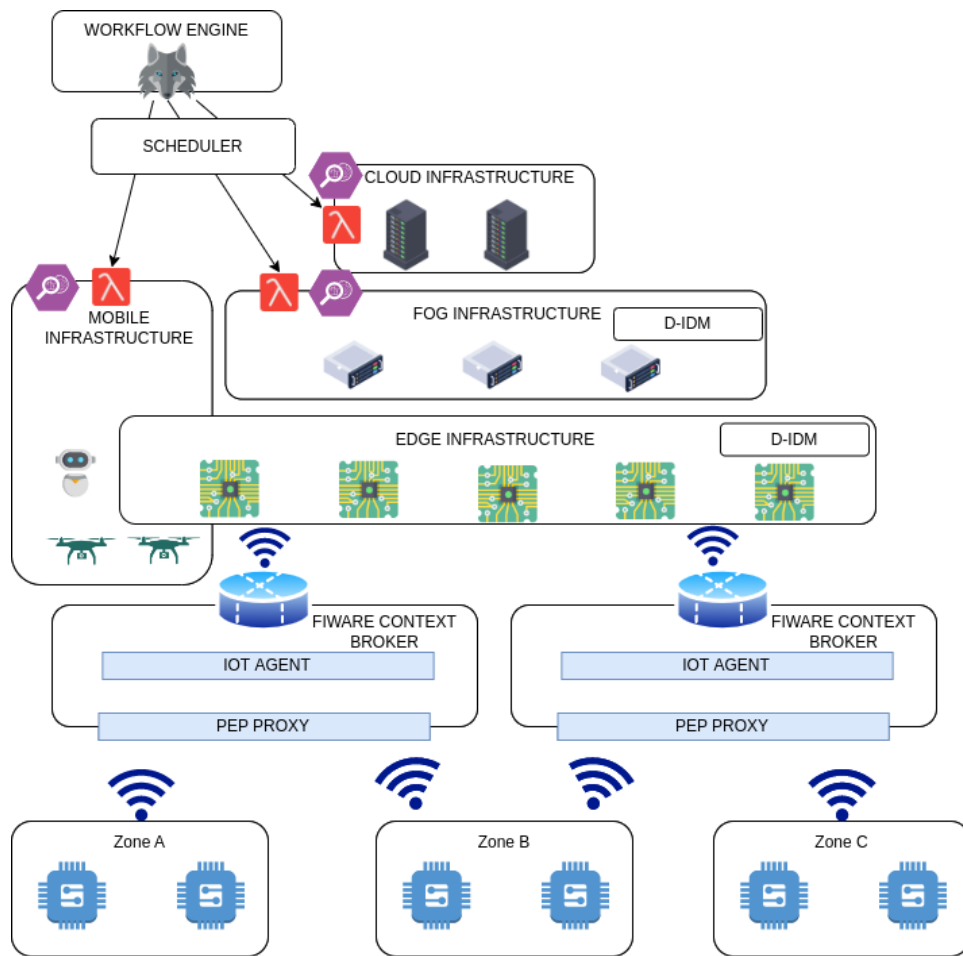 WORKFLOW ENGINE
SCHEDULER
CLOUD INFRASTRUCTURE
λ
λ
λ
MOBILE
INFRASTRUCTURE
FOG INFRASTRUCTURE
D-IDM
EDGE INFRASTRUCTURE
D-IDM
FIWARE CONTEXT
BROKER
IOT AGENT
PEP PROXY
FIWARE CONTEXT
BROKER
IOT AGENT
PEP PROXY
Zone A
Zone B
Zone C